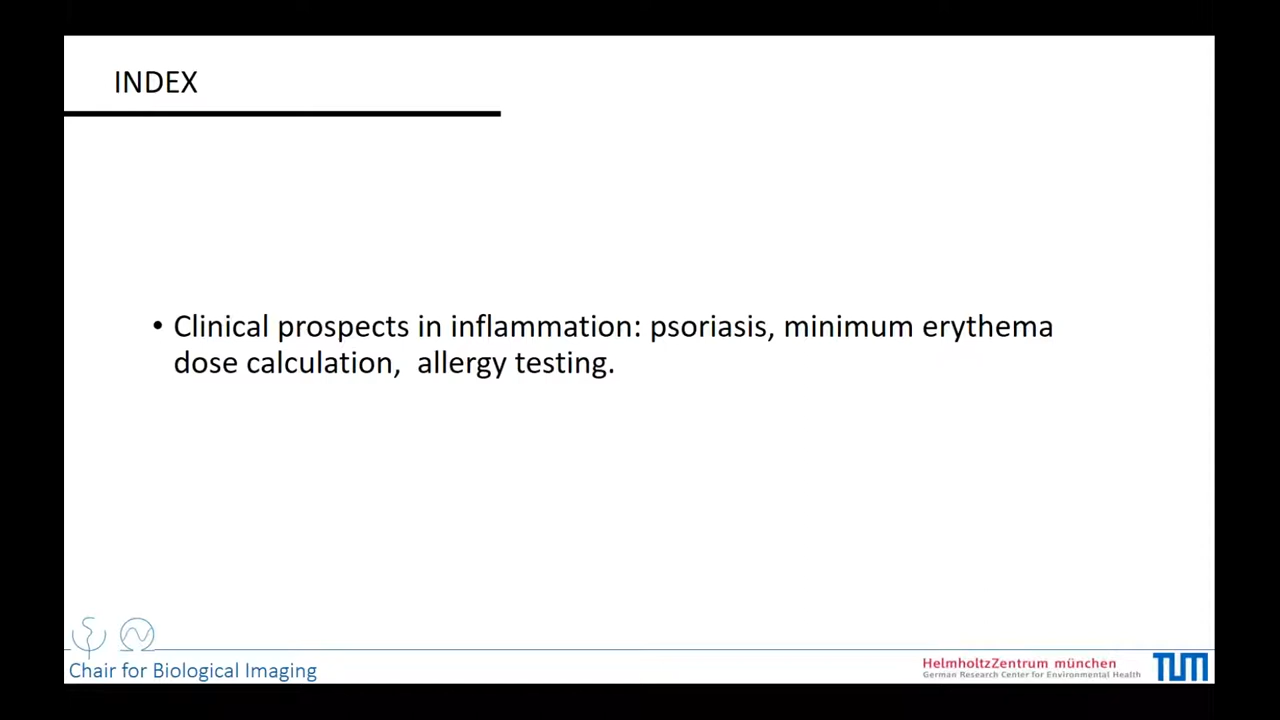 INDEX
• Clinical prospects in inflammation: psoriasis, minimum erythema
dose calculation,  allergy testing.
Chair for Biological Imaging
HelmholtzZentrum münchen
German Research Center for Environmental Health
TUM